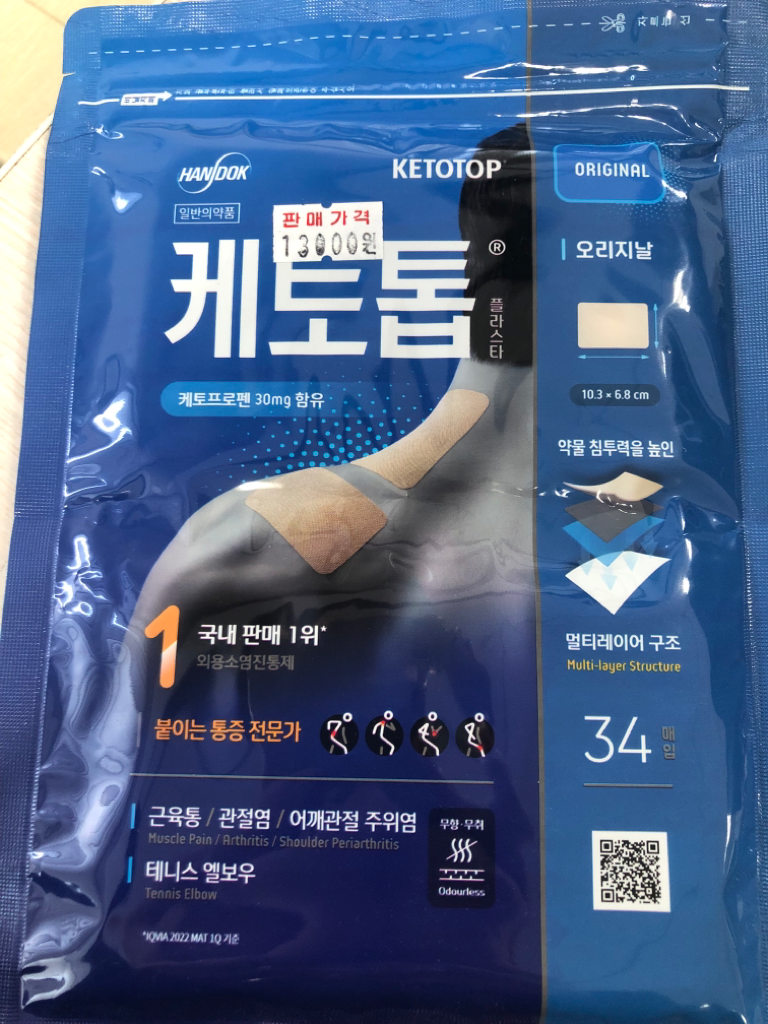 자르는 선
HANDOK
KETOTOP
ORIGINAL
일반의약품
판매가격
13000원
케토톱®
플라스타
오리지날
케토프로펜 30mg 함유
10.3 × 6.8 cm
약물 침투력을 높인
멀티레이어 구조
Multi-layer Structure
1
국내 판매 1위*
외용소염진통제
붙이는 통증 전문가
34
매입
근육통 / 관절염 / 어깨관절 주위염
Muscle Pain / Arthritis / Shoulder Periarthritis
테니스 엘보우
Tennis Elbow
무향·무취
Odourless
*IQVIA 2022 MAT 1Q 기준